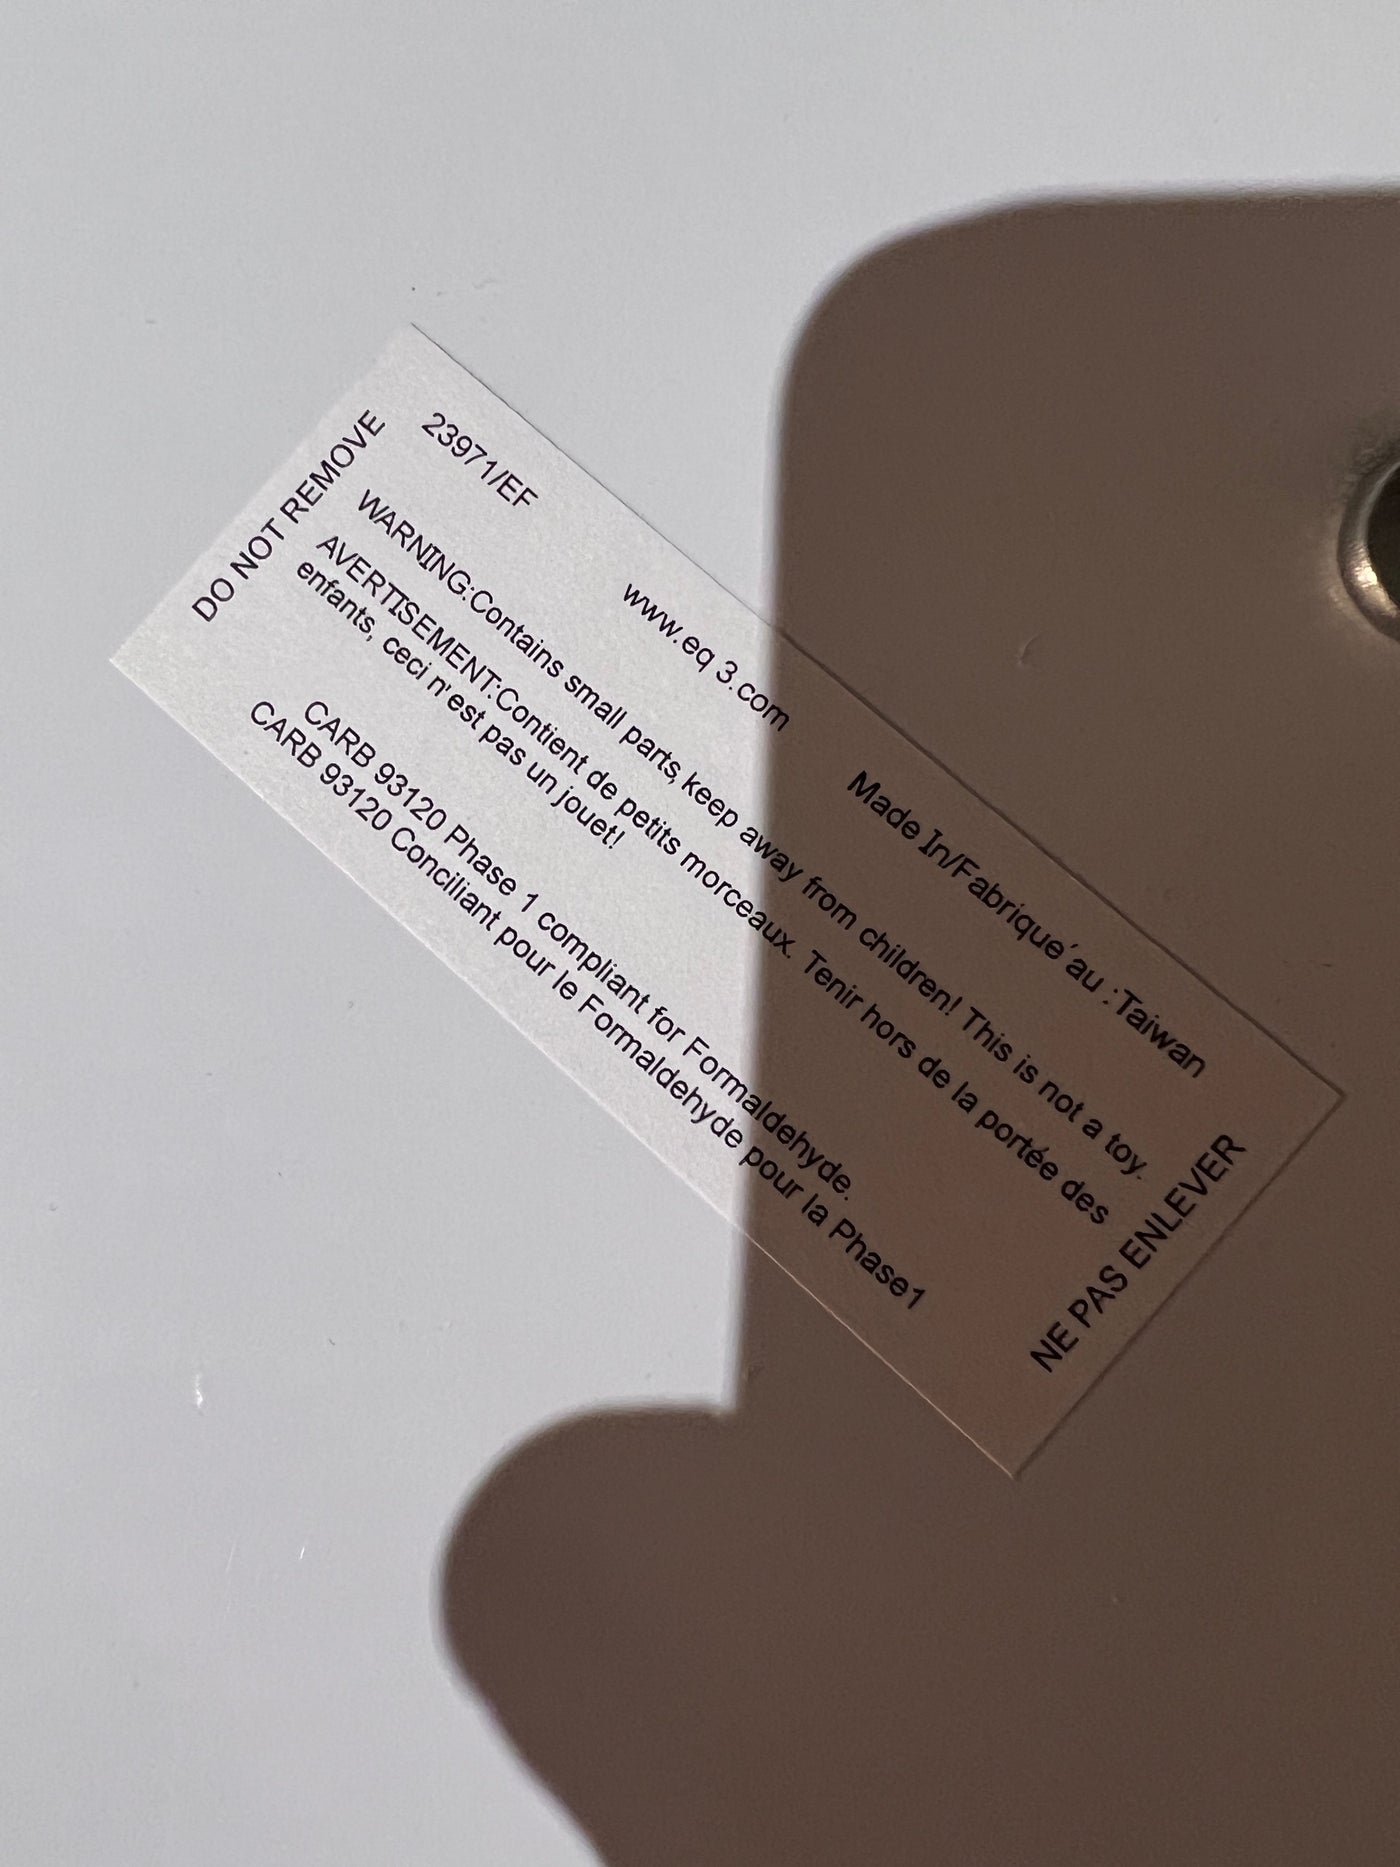 DO NOT REMOVE
23971/EF
www.eq 3.com
Made In/Fabrique´au :Taiwan
WARNING:Contains small parts, keep away from children! This is not a toy.
AVERTISEMENT:Contient de petits morceaux. Tenir hors de la portée des
enfants, ceci n'est pas un jouet!
CARB 93120 Phase 1 compliant for Formaldehyde.
CARB 93120 Conciliant pour le Formaldehyde pour la Phase1
NE PAS ENLEVER